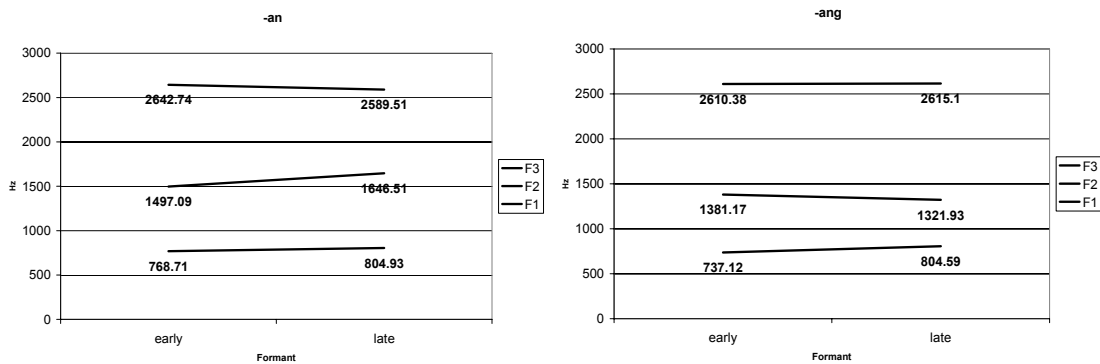 -an
3000
2500
2000
1500
1000
500
0
Hz
2642.74
2589.51
1497.09
1646.51
768.71
804.93
early
late
Formant
F3
F2
F1
-ang
3000
2500
2000
1500
1000
500
0
Hz
2610.38
2615.1
1381.17
1321.93
737.12
804.59
early
late
Formant
F3
F2
F1